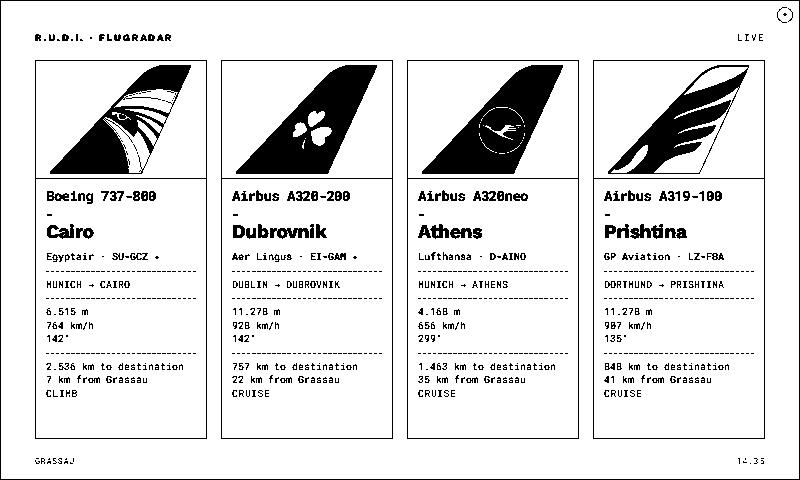 R.U.D.I. · FLUGRADAR
LIVE
Boeing 737-800
-
Cairo
Egyptair · SU-GCZ ✦
MUNICH → CAIRO
6.515 m
764 km/h
142°
2.536 km to destination
7 km from Grassau
CLIMB
Airbus A320-200
-
Dubrovnik
Aer Lingus · EI-GAM ✦
DUBLIN → DUBROVNIK
11.278 m
928 km/h
142°
757 km to destination
22 km from Grassau
CRUISE
Airbus A320neo
-
Athens
Lufthansa · D-AINO
MUNICH → ATHENS
4.168 m
656 km/h
299°
1.463 km to destination
35 km from Grassau
CRUISE
Airbus A319-100
-
Prishtina
GP Aviation · LZ-FSA
DORTMUND → PRISHTINA
11.278 m
907 km/h
135°
848 km to destination
41 km from Grassau
CRUISE
GRASSAU
14.35